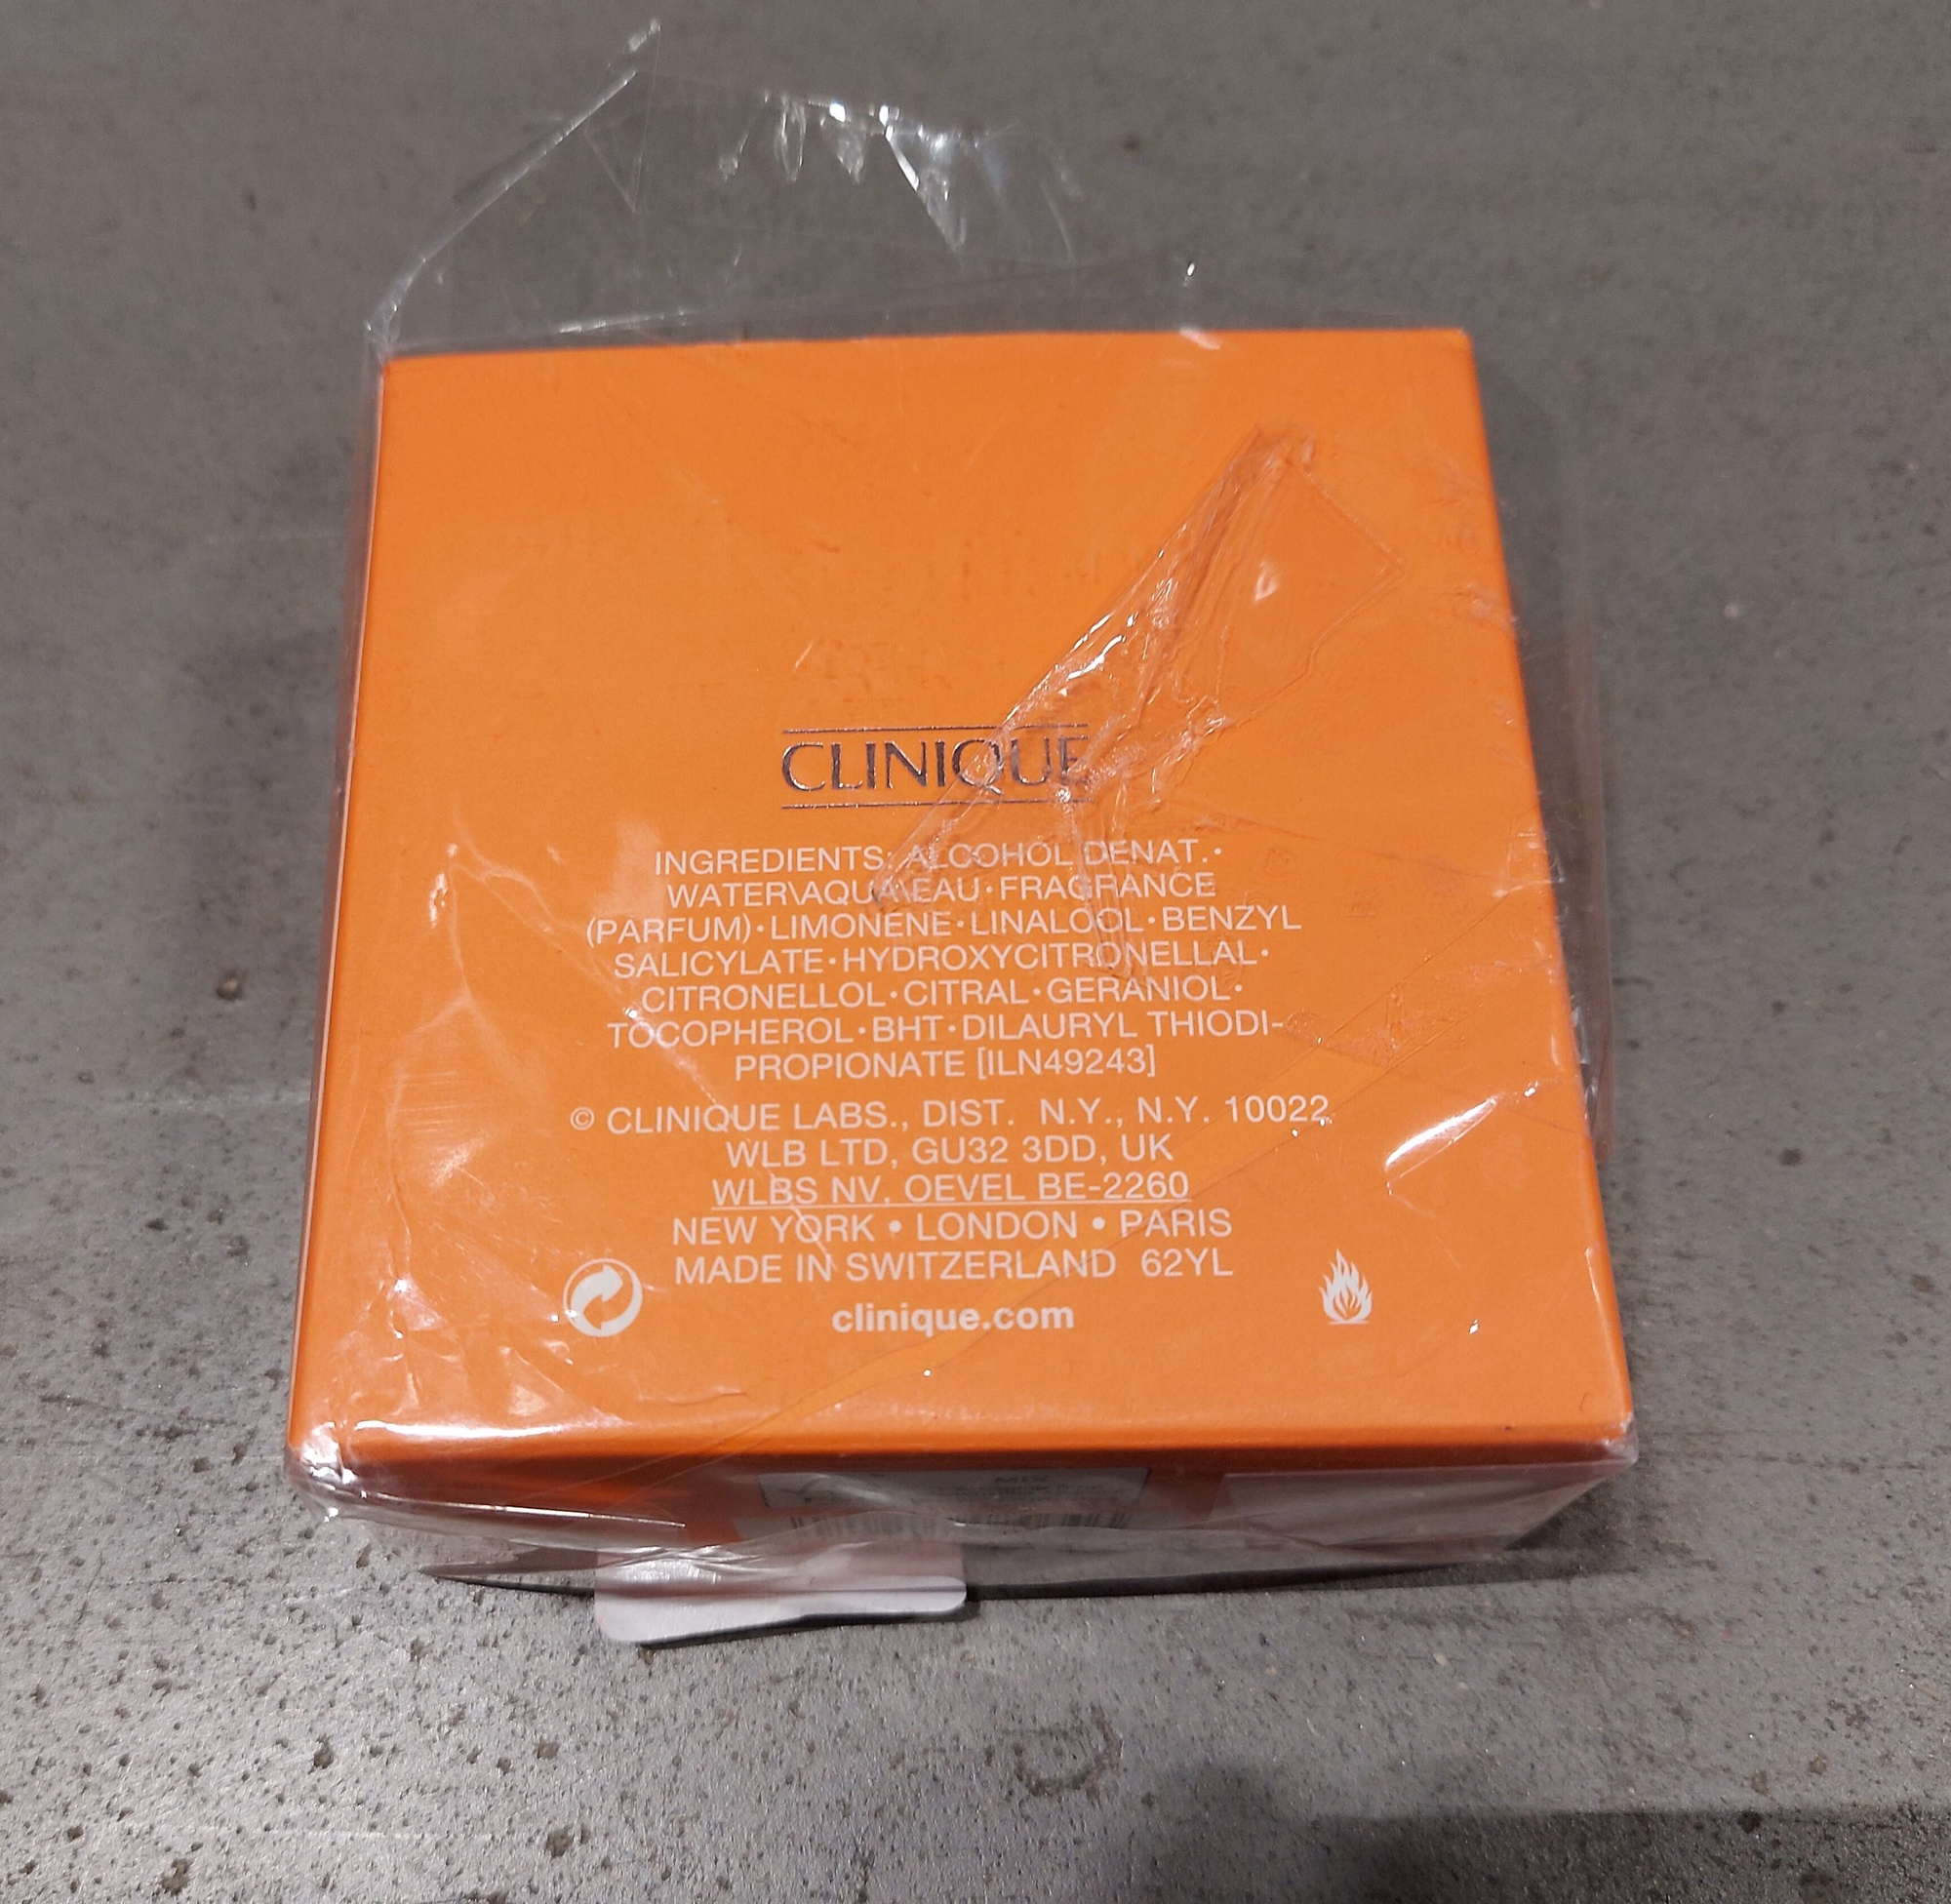 CLINIQUE
INGREDIENTS: ALCOHOL DENAT.•
WATER\AQUA\EAU•FRAGRANCE
(PARFUM)•LIMONENE•LINALOOL•BENZYL
SALICYLATE•HYDROXYCITRONELLAL•
CITRONELLOL•CITRAL•GERANIOL•
TOCOPHEROL•BHT•DILAURYL THIODI-
PROPIONATE [ILN49243]
© CLINIQUE LABS., DIST. N.Y., N.Y. 10022
WLB LTD, GU32 3DD, UK
WLBS NV, OEVEL BE-2260
NEW YORK • LONDON • PARIS
MADE IN SWITZERLAND 62YL
clinique.com